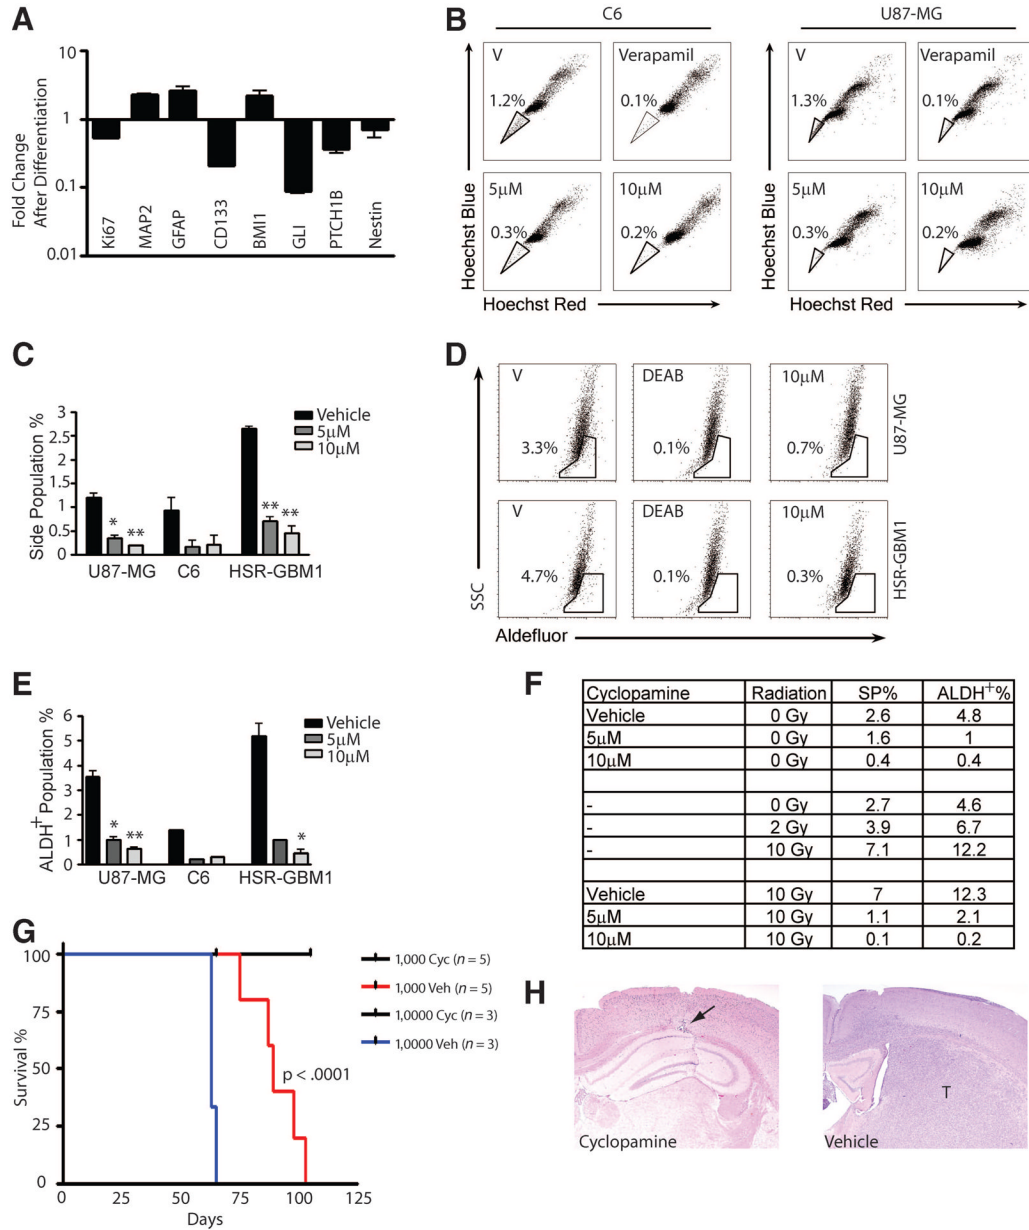 A
Fold Change
After Differentiation
10
1
0.1
0.01
Ki67
MAP2
GFAP
CD133
BMI1
GLI
PTCH1B
Nestin
B
C6
U87-MG
V
1.2%
Verapamil
0.1%
5µM
0.3%
10µM
0.2%
Hoechst Blue
Hoechst Red
V
1.3%
Verapamil
0.1%
5µM
0.3%
10µM
0.2%
Hoechst Blue
Hoechst Red
C
Side Population %
3
2.5
2
1.5
1
0.5
0
Vehicle
5µM
10µM
* ** ** **
U87-MG C6 HSR-GBM1
D
V
3.3%
DEAB
0.1%
10µM
0.7%
U87-MG
V
4.7%
DEAB
0.1%
10µM
0.3%
HSR-GBM1
SSC
Aldefluor
E
ALDH+ Population %
6
5
4
3
2
1
0
Vehicle
5µM
10µM
* ** *
U87-MG C6 HSR-GBM1
F
Cyclopamine Radiation SP% ALDH+%
Vehicle 0 Gy 2.6 4.8
5µM 0 Gy 1.6 1
10µM 0 Gy 0.4 0.4
- 0 Gy 2.7 4.6
- 2 Gy 3.9 6.7
- 10 Gy 7.1 12.2
Vehicle 10 Gy 7 12.3
5µM 10 Gy 1.1 2.1
10µM 10 Gy 0.1 0.2
G
Survival %
100
75
50
25
0
0 25 50 75 100 125
Days
p < .0001
1,000 Cyc (n = 5)
1,000 Veh (n = 5)
1,0000 Cyc (n = 3)
1,0000 Veh (n = 3)
H
Cyclopamine
T
Vehicle